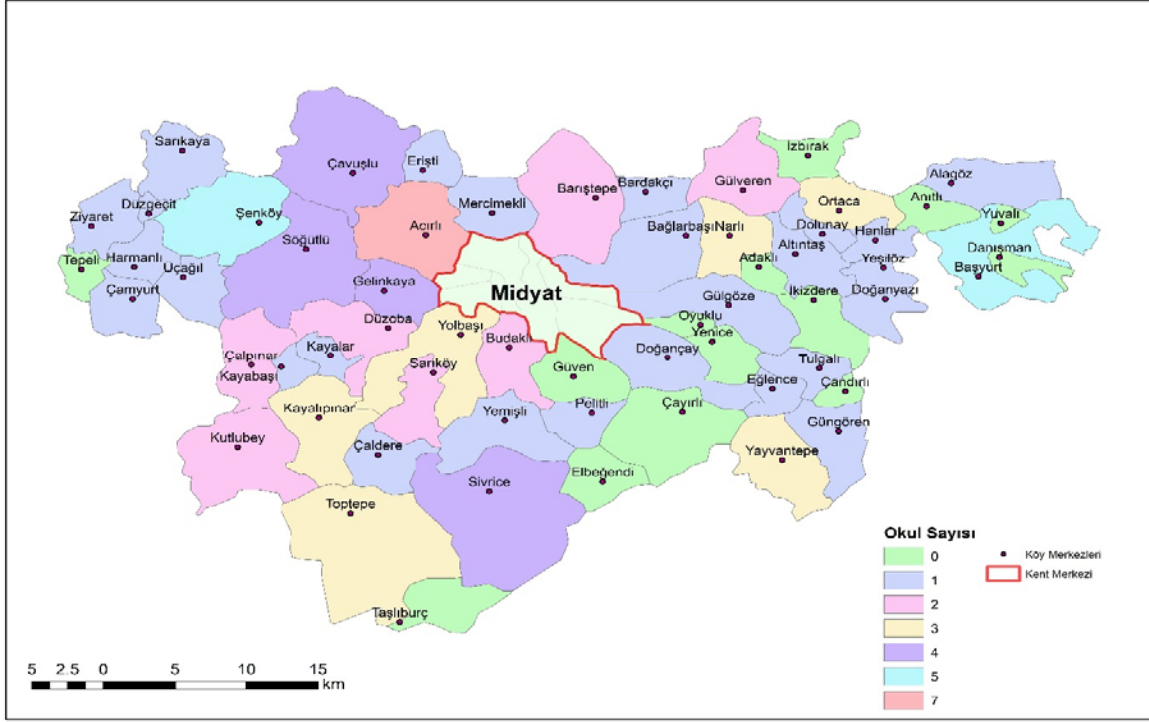 Sarıkaya
Çavuşlu
Erişti
İzbırak
Gülveren
Alagöz
Düzgeçit
Ziyaret
Şenköy
Mercimekli
Barıştepe
Bardakçı
Ortaca
Anıtlı
Yuvalı
Acırlı
Bağlarbaşı
Narlı
Dolunay
Hanlar
Tepeli
Harmanlı
Uçağıl
Soğutlu
Altıntaş
Adaklı
Yeşilöz
Danışman
Başyurt
Çamyurt
Gelinkaya
Midyat
Gülgöze
İkizdere
Doğanyazı
Düzoba
Yolbaşı
Budaklı
Oyuklu
Yenice
Kayalar
Çalpınar
Kayabaşı
Sarıköy
Güven
Doğançay
Tulgalı
Eğlence
Çandırlı
Kayalıpınar
Yemişli
Pelitli
Çayırlı
Güngören
Kutlubey
Çaldere
Yayvantepe
Sivrice
Elbeğendi
Toptepe
Taşlıburç
Okul Sayısı
0
1
2
3
4
5
7
Köy Merkezleri
Kent Merkezi
5 2.5 0 5 10 15
km